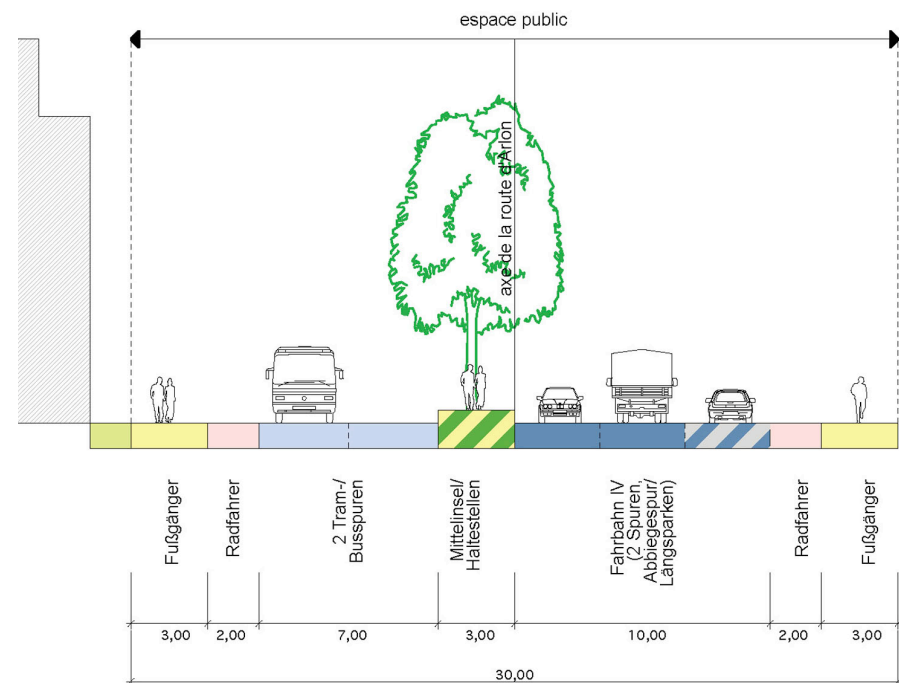 espace public
axe de la route d'Arlon
Fußgänger
Radfahrer
2 Tram-/
Busspuren
Mittelinsel/
Haltestellen
Fahrbahn IV
(2 Spuren,
Abbiegespur/
Längsparken)
Radfahrer
Fußgänger
3,00 2,00 7,00 3,00 10,00 2,00 3,00
30,00